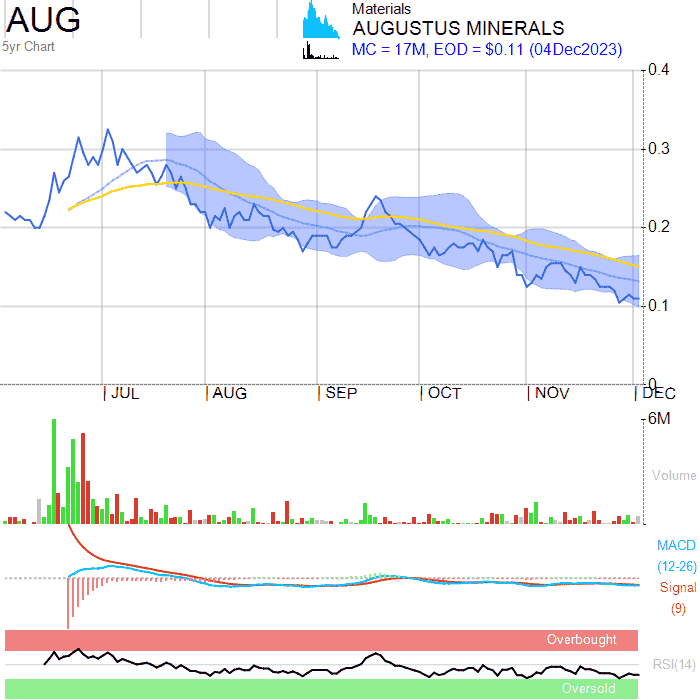 AUG
5yr Chart
Materials
AUGUSTUS MINERALS
MC = 17M, EOD = $0.11 (04Dec2023)
0.4
0.3
0.2
0.1
0
JUL AUG SEP OCT NOV DEC
6M
Volume
MACD
(12-26)
Signal
(9)
Overbought
RSI(14)
Oversold